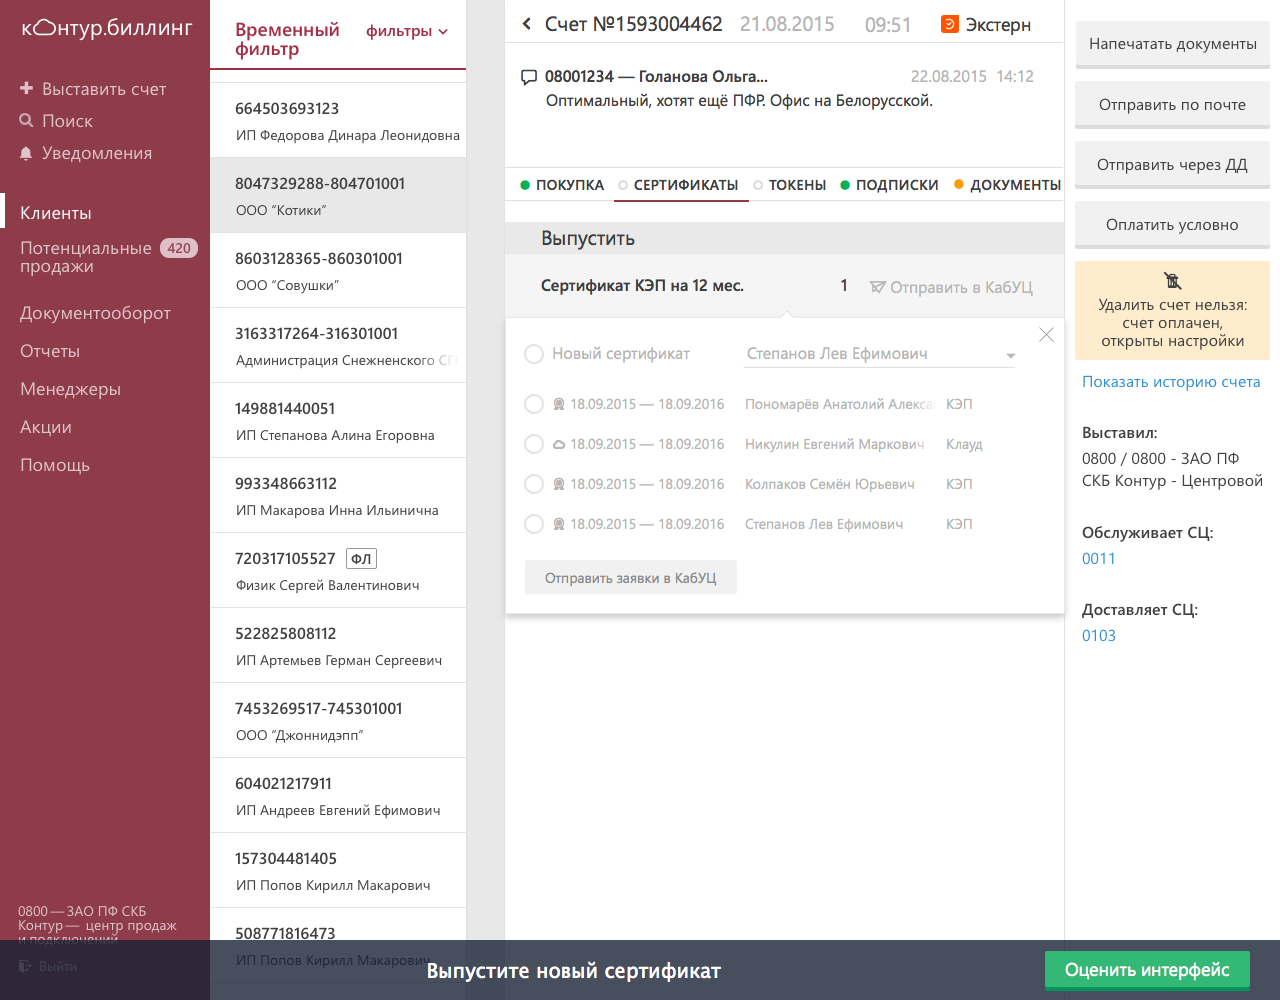 контур.биллинг
Выставить счет
Поиск
Уведомления
Клиенты
Потенциальные 420
продажи
Документооборот
Отчеты
Менеджеры
Акции
Помощь
0800 — ЗАО ПФ СКБ
Контур — центр продаж
и подключений
Выйти
Временный фильтры
фильтр
664503693123
ИП Федорова Динара Леонидовна
8047329288-804701001
ООО “Котики”
8603128365-860301001
ООО “Совушки”
3163317264-316301001
Администрация Снежненского
149881440051
ИП Степанова Алина Егоровна
993348663112
ИП Макарова Инна Ильинична
720317105527 ФЛ
Физик Сергей Валентинович
522825808112
ИП Артемьев Герман Сергеевич
7453269517-745301001
ООО “Джоннидэпп”
604021217911
ИП Андреев Евгений Ефимович
157304481405
ИП Попов Кирилл Макарович
508771816473
ИП Попов Кирилл Макарович
Счет №1593004462 21.08.2015 09:51 Экстерн
08001234 — Голанова Ольга... 22.08.2015 14:12
Оптимальный, хотят ещё ПФР. Офис на Белорусской.
ПОКУПКА СЕРТИФИКАТЫ ТОКЕНЫ ПОДПИСКИ ДОКУМЕНТЫ
Выпустить
Сертификат КЭП на 12 мес. 1 Отправить в КабУЦ
Новый сертификат Степанов Лев Ефимович
18.09.2015 — 18.09.2016 Пономарёв Анатолий Алекса КЭП
18.09.2015 — 18.09.2016 Никулин Евгений Маркович Клауд
18.09.2015 — 18.09.2016 Колпаков Семён Юрьевич КЭП
18.09.2015 — 18.09.2016 Степанов Лев Ефимович КЭП
Отправить заявки в КабУЦ
Напечатать документы
Отправить по почте
Отправить через ДД
Оплатить условно
Удалить счет нельзя:
счет оплачен,
открыты настройки
Показать историю счета
Выставил:
0800 / 0800 - ЗАО ПФ
СКБ Контур - Центровой
Обслуживает СЦ:
0011
Доставляет СЦ:
0103
Выпустите новый сертификат
Оценить интерфейс